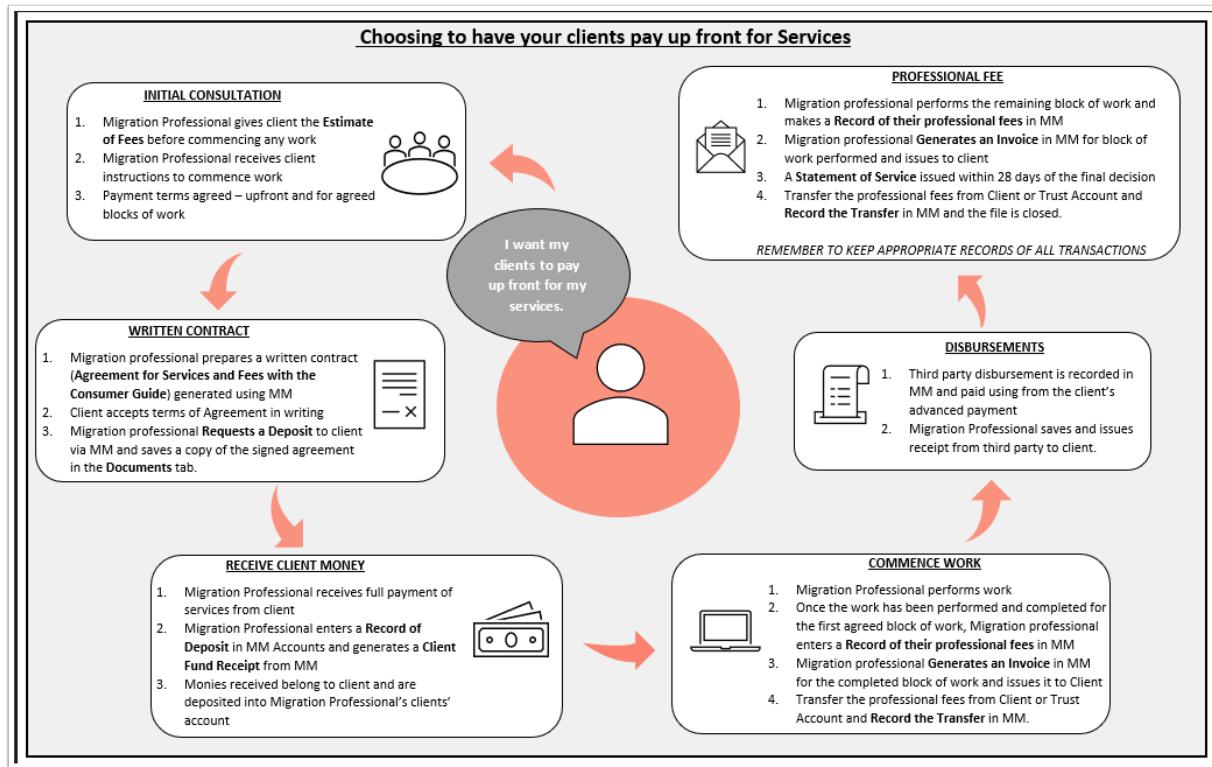 Choosing to have your clients pay up front for Services
INITIAL CONSULTATION
1. Migration Professional gives client the Estimate
of Fees before commencing any work
2. Migration Professional receives client
instructions to commence work
3. Payment terms agreed – upfront and for agreed
blocks of work
I want my
clients to pay
up front for my
services.
WRITTEN CONTRACT
1. Migration professional prepares a written contract
(Agreement for Services and Fees with the
Consumer Guide) generated using MM
2. Client accepts terms of Agreement in writing
3. Migration professional Requests a Deposit to client
via MM and saves a copy of the signed agreement
in the Documents tab.
RECEIVE CLIENT MONEY
1. Migration Professional receives full payment of
services from client
2. Migration Professional enters a Record of
Deposit in MM Accounts and generates a Client
Fund Receipt from MM
3. Monies received belong to client and are
deposited into Migration Professional's clients'
account
COMMENCE WORK
1. Migration Professional performs work
2. Once the work has been performed and completed for
the first agreed block of work, Migration professional
enters a Record of their professional fees in MM
3. Migration professional Generates an Invoice in MM
for the completed block of work and issues it to Client
4. Transfer the professional fees from Client or Trust
Account and Record the Transfer in MM.
DISBURSEMENTS
1. Third party disbursement is recorded in
MM and paid using from the client's
advanced payment
2. Migration Professional saves and issues
receipt from third party to client.
PROFESSIONAL FEE
1. Migration professional performs the remaining block of work and
makes a Record of their professional fees in MM
2. Migration professional Generates an Invoice in MM for block of
work performed and issues to client
3. A Statement of Service issued within 28 days of the final decision
4. Transfer the professional fees from Client or Trust Account and
Record the Transfer in MM and the file is closed.
REMEMBER TO KEEP APPROPRIATE RECORDS OF ALL TRANSACTIONS